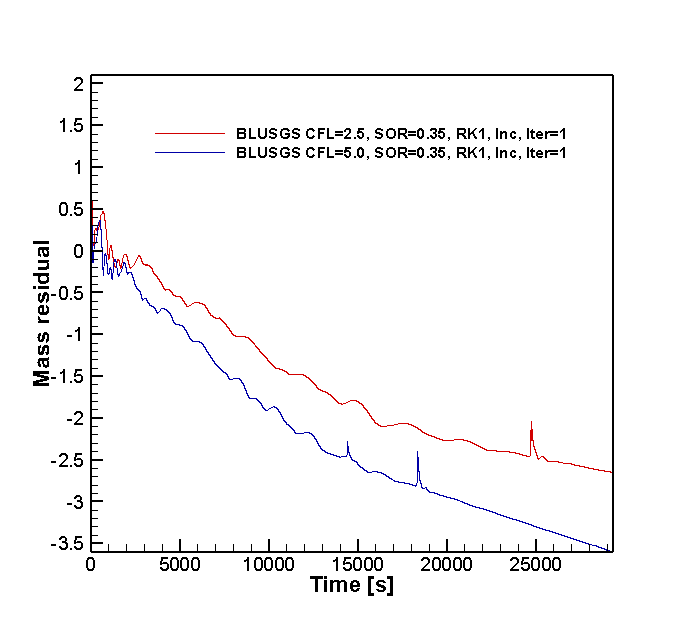 2
1.5
1
0.5
0
-0.5
-1
-1.5
-2
-2.5
-3
-3.5
Mass residual
BLUSGS CFL=2.5, SOR=0.35, RK1, Inc, Iter=1
BLUSGS CFL=5.0, SOR=0.35, RK1, Inc, Iter=1
0 5000 10000 15000 20000 25000
Time [s]